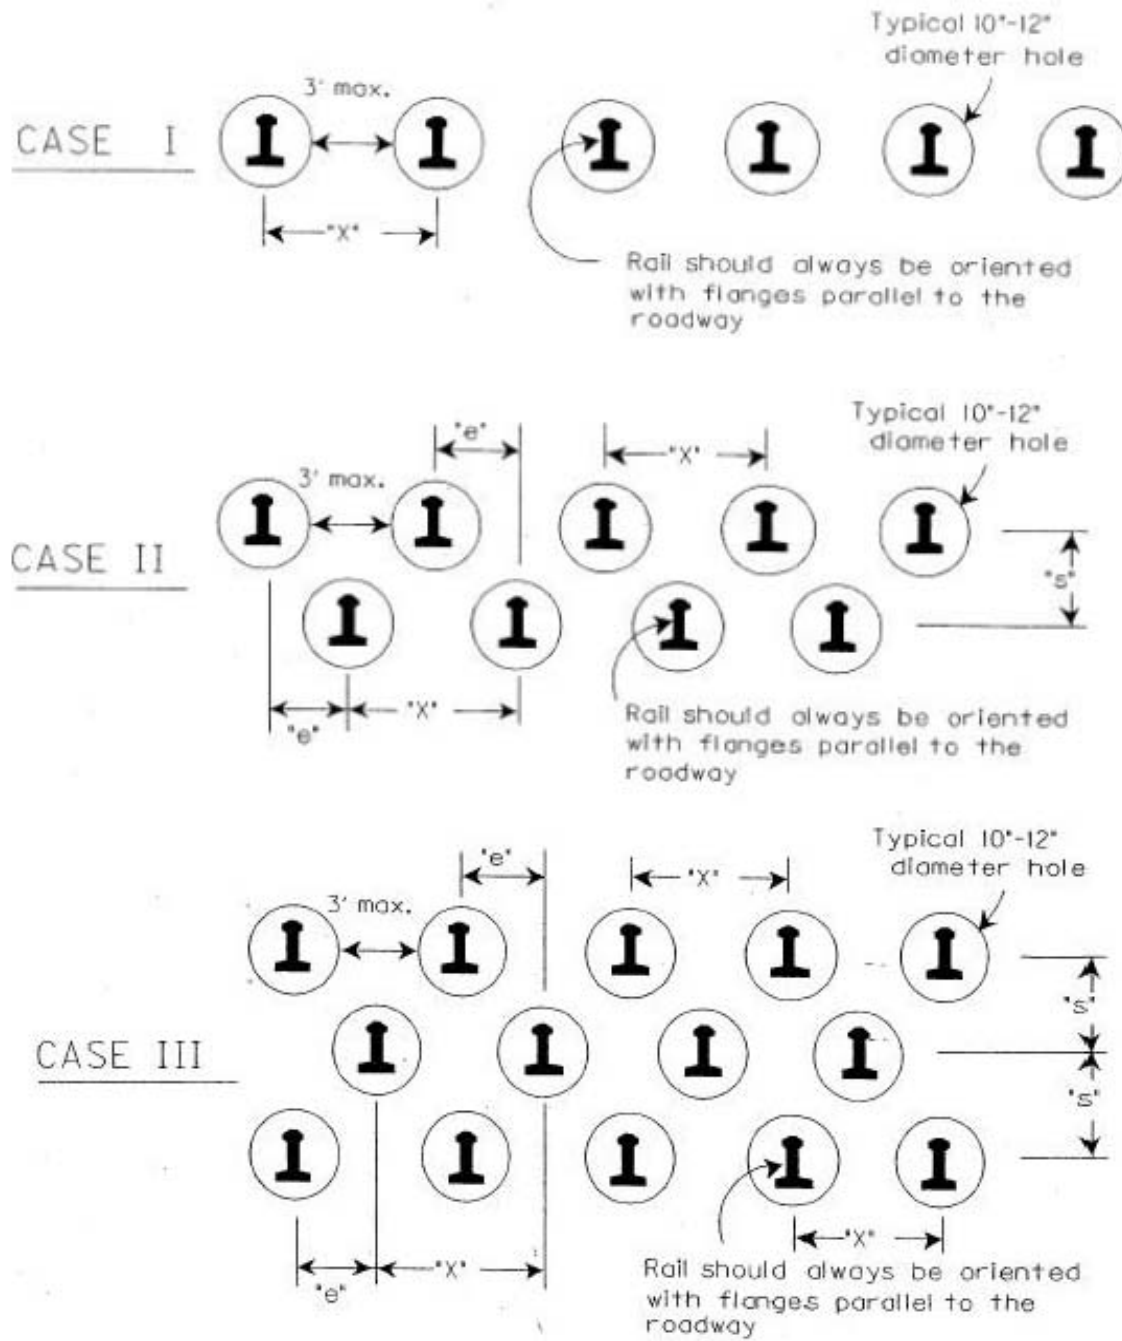 Typical 10"-12"
diameter hole
3' max.
CASE I
"X"
Rail should always be oriented
with flanges parallel to the
roadway
Typical 10"-12"
diameter hole
"e"
"X"
3' max.
CASE II
"s"
"e"
"X"
Rail should always be oriented
with flanges parallel to the
roadway
Typical 10"-12"
diameter hole
"e"
"X"
3' max.
"s"
CASE III
"s"
"e"
"X"
"X"
Rail should always be oriented
with flanges parallel to the
roadway